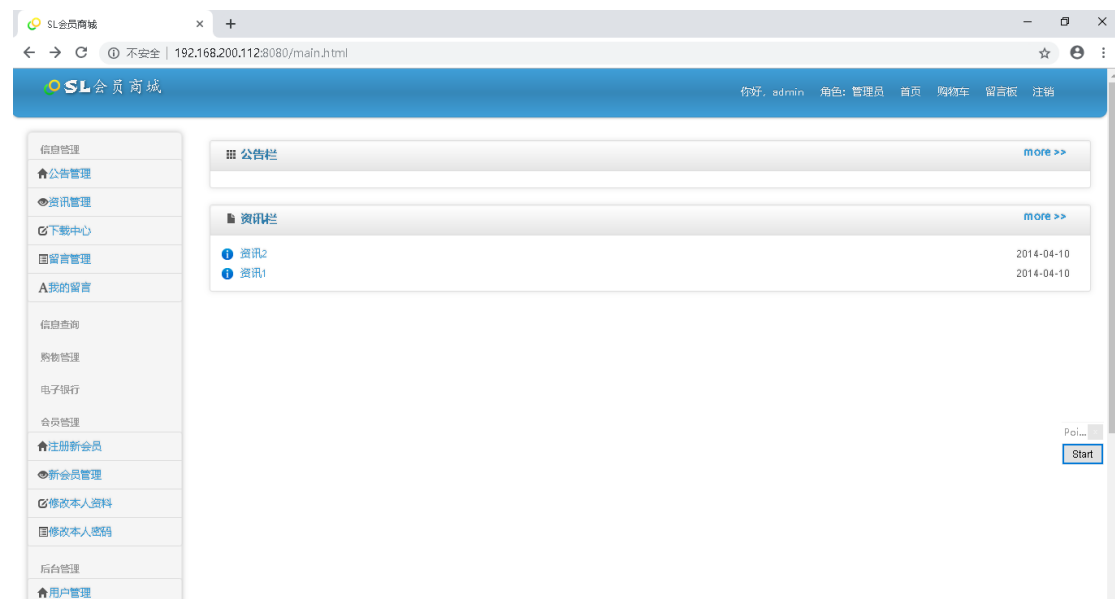 SL会员商城
不安全 | 192.168.200.112:8080/main.html
SL会员商城
你好, admin 角色: 管理员 首页 购物车 留言板 注销
信息管理
公告管理
资讯管理
下载中心
留言管理
A我的留言
信息查询
购物管理
电子银行
会员管理
注册新会员
新会员管理
修改本人资料
修改本人密码
后台管理
用户管理
公告栏 more >>
资讯栏 more >>
资讯2 2014-04-10
资讯1 2014-04-10
Poi...
Start